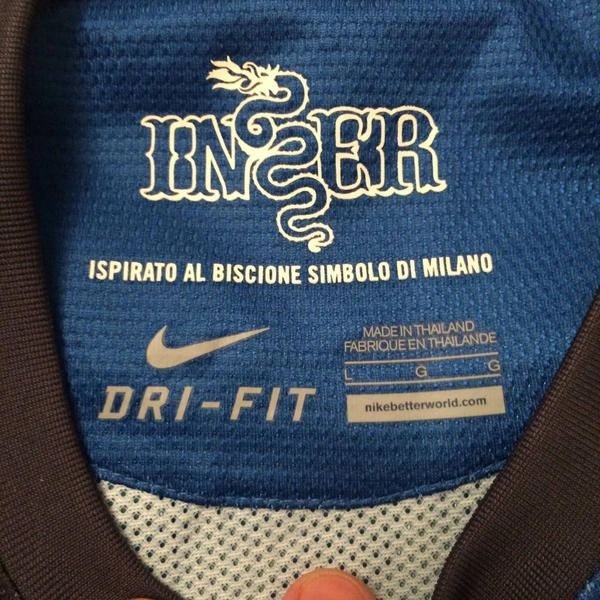 INTER
ISPIRATO AL BISCIONE SIMBOLO DI MILANO
MADE IN THAILAND
FABRIQUE EN THAILANDE
L G G
DRI-FIT
nikebetterworld.com